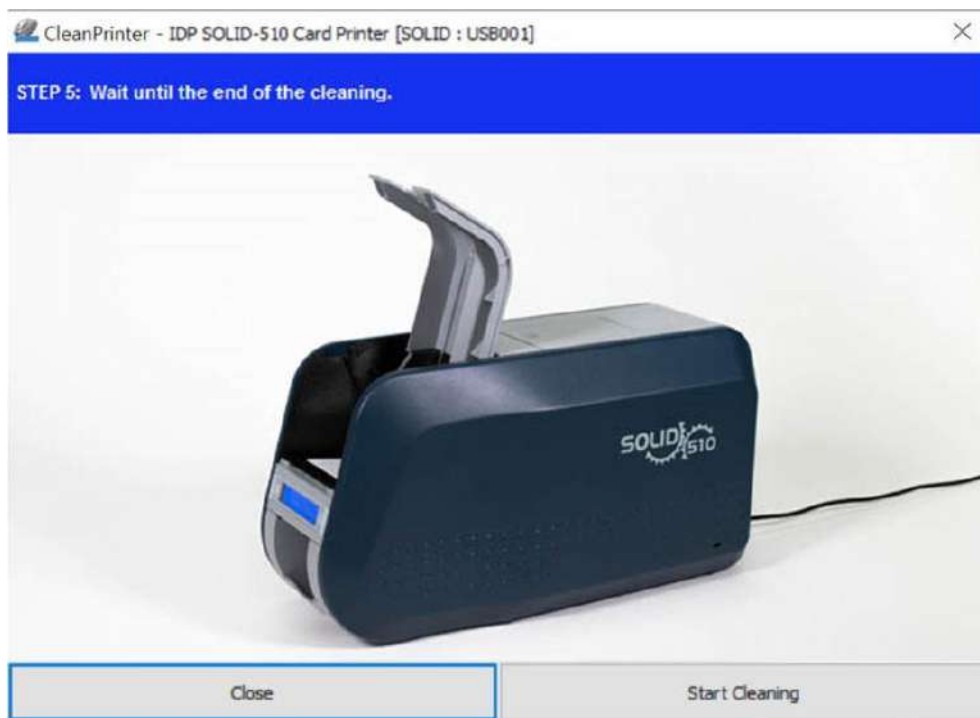 CleanPrinter - IDP SOLID-510 Card Printer [SOLID : USB001]
STEP 5: Wait until the end of the cleaning.
SOLID 510
Close
Start Cleaning